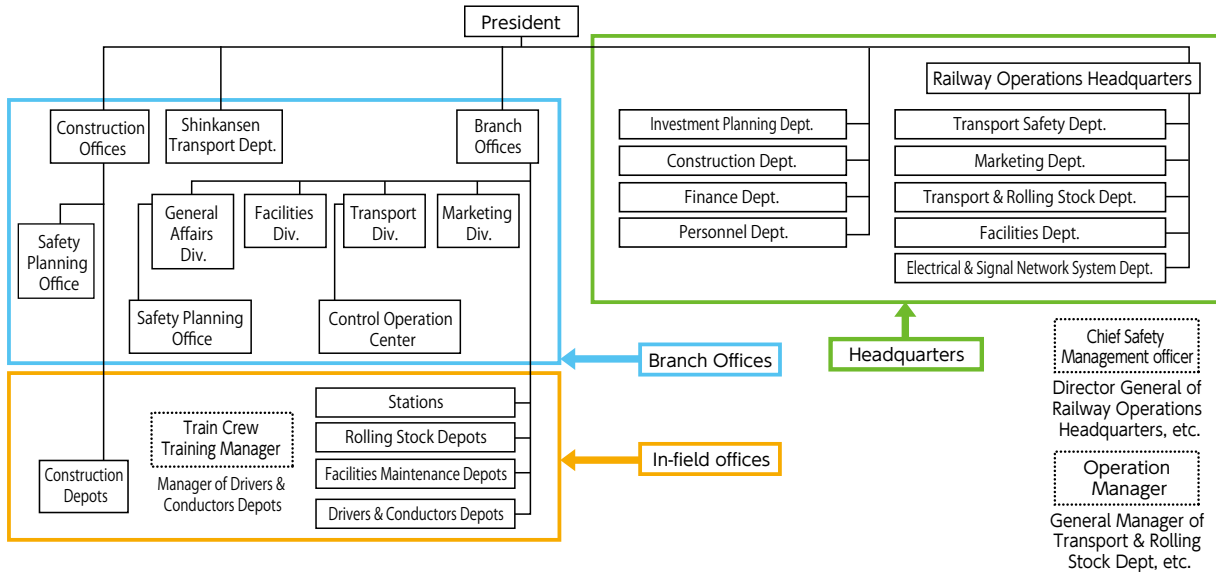 President
Railway Operations Headquarters
Construction
Offices
Shinkansen
Transport Dept.
Branch
Offices
Investment Planning Dept.
Transport Safety Dept.
Construction Dept.
Marketing Dept.
Finance Dept.
Transport & Rolling Stock Dept.
Personnel Dept.
Facilities Dept.
Electrical & Signal Network System Dept.
Safety
Planning
Office
General
Affairs
Div.
Facilities
Div.
Transport
Div.
Marketing
Div.
Safety Planning
Office
Control Operation
Center
Branch Offices
Headquarters
Chief Safety
Management officer
Director General of
Railway Operations
Headquarters, etc.
Operation
Manager
General Manager of
Transport & Rolling
Stock Dept, etc.
Construction
Depots
Train Crew
Training Manager
Manager of Drivers &
Conductors Depots
Stations
Rolling Stock Depots
Facilities Maintenance Depots
Drivers & Conductors Depots
In-field offices